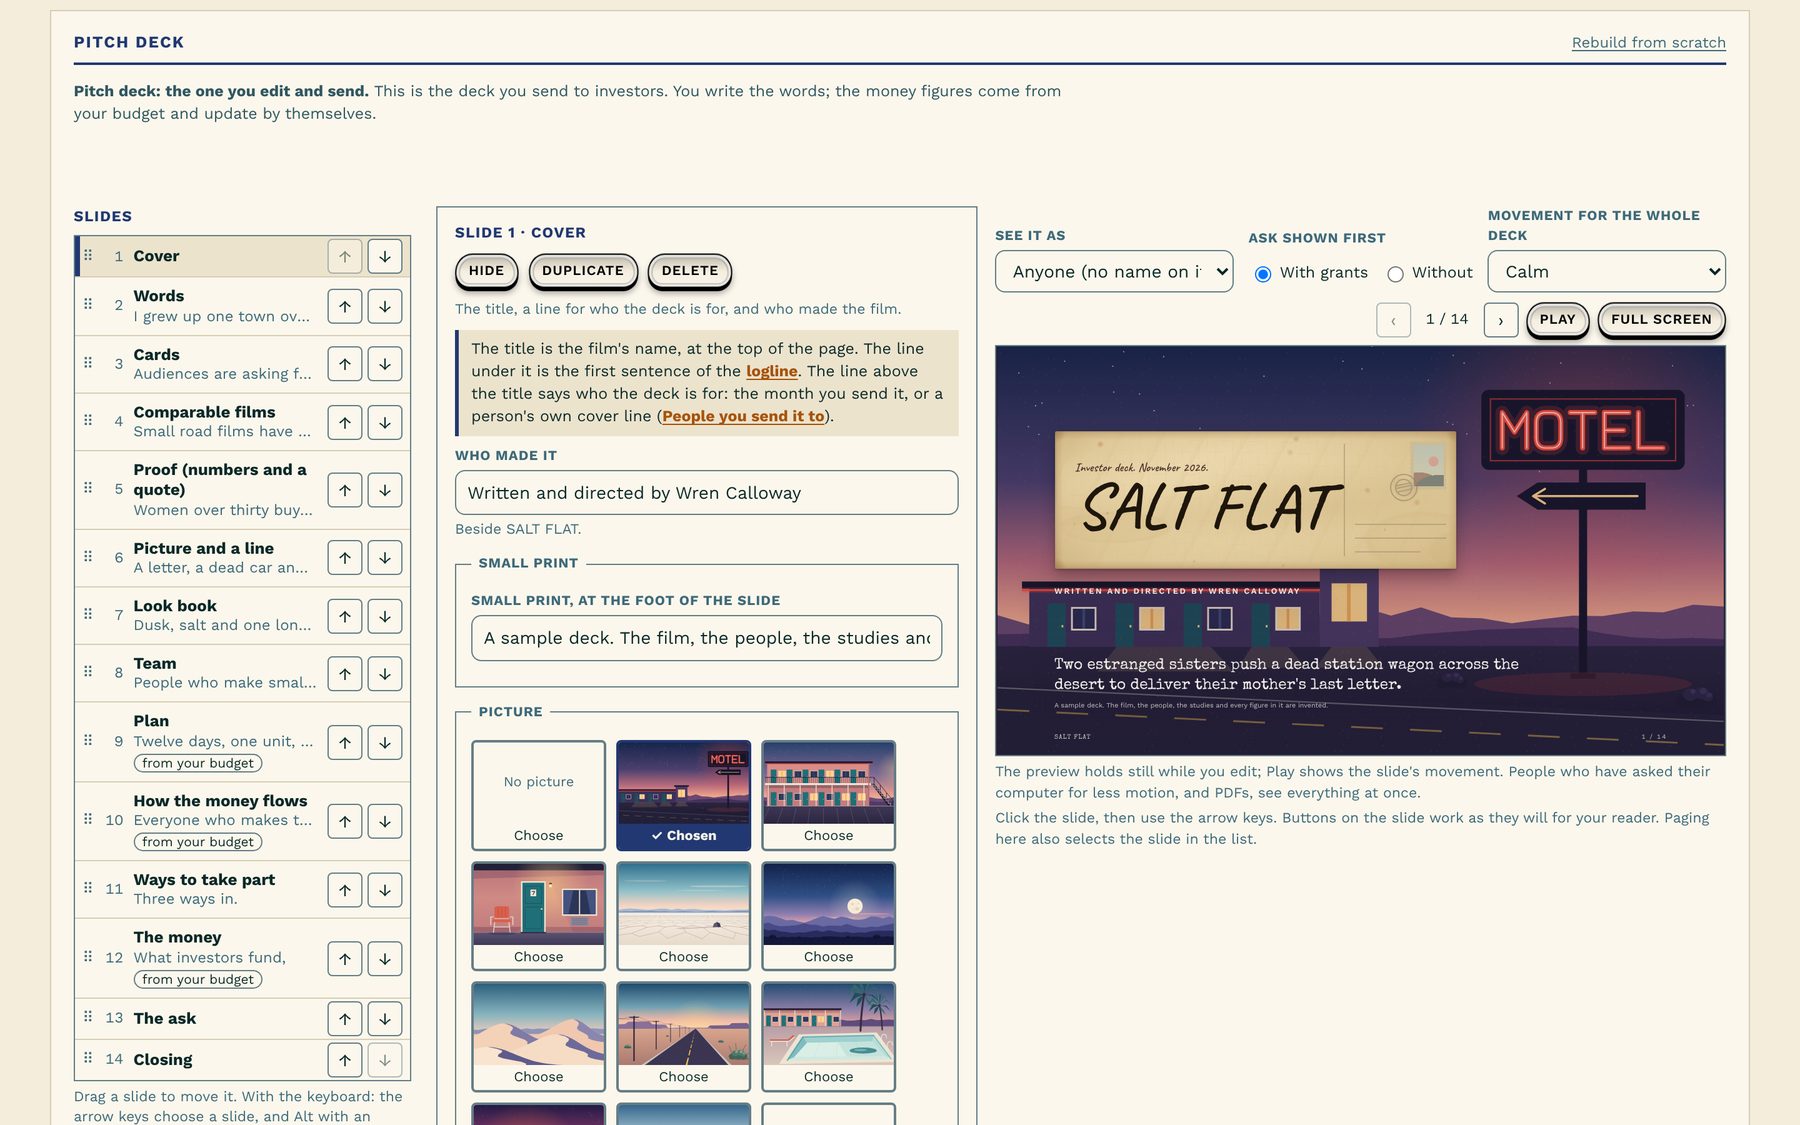 PITCH DECK
Rebuild from scratch
Pitch deck: the one you edit and send. This is the deck you send to investors. You write the words; the money figures come from
your budget and update by themselves.
SLIDES
1 Cover
2 Words
I grew up one town ov...
3 Cards
Audiences are asking f...
4 Comparable films
Small road films have ...
5 Proof (numbers and a
quote)
Women over thirty buy...
6 Picture and a line
A letter, a dead car an...
7 Look book
Dusk, salt and one lon...
8 Team
People who make smal...
9 Plan
Twelve days, one unit, ...
from your budget
10 How the money flows
Everyone who makes t...
from your budget
11 Ways to take part
Three ways in.
12 The money
What investors fund,
from your budget
13 The ask
14 Closing
Drag a slide to move it. With the keyboard: the
arrow keys choose a slide, and Alt with an
SLIDE 1 · COVER
HIDE
DUPLICATE
DELETE
The title, a line for who the deck is for, and who made the film.
The title is the film's name, at the top of the page. The line
under it is the first sentence of the logline. The line above
the title says who the deck is for: the month you send it, or a
person's own cover line (People you send it to).
WHO MADE IT
Written and directed by Wren Calloway
Beside SALT FLAT.
SMALL PRINT
SMALL PRINT, AT THE FOOT OF THE SLIDE
A sample deck. The film, the people, the studies and
PICTURE
No picture
Choose
MOTEL
✓ Chosen
Choose
7
Choose
Choose
Choose
Choose
Choose
Choose
SEE IT AS
Anyone (no name on it
ASK SHOWN FIRST
With grants
Without
MOVEMENT FOR THE WHOLE
DECK
Calm
‹ 1 / 14 ›
PLAY
FULL SCREEN
MOTEL
Investor deck. November 2026.
SALT FLAT
WRITTEN AND DIRECTED BY WREN CALLOWAY
Two estranged sisters push a dead station wagon across the
desert to deliver their mother's last letter.
A sample deck. The film, the people, the studies and every figure in it are invented.
SALT FLAT
1 / 14
The preview holds still while you edit; Play shows the slide's movement. People who have asked their
computer for less motion, and PDFs, see everything at once.
Click the slide, then use the arrow keys. Buttons on the slide work as they will for your reader. Paging
here also selects the slide in the list.